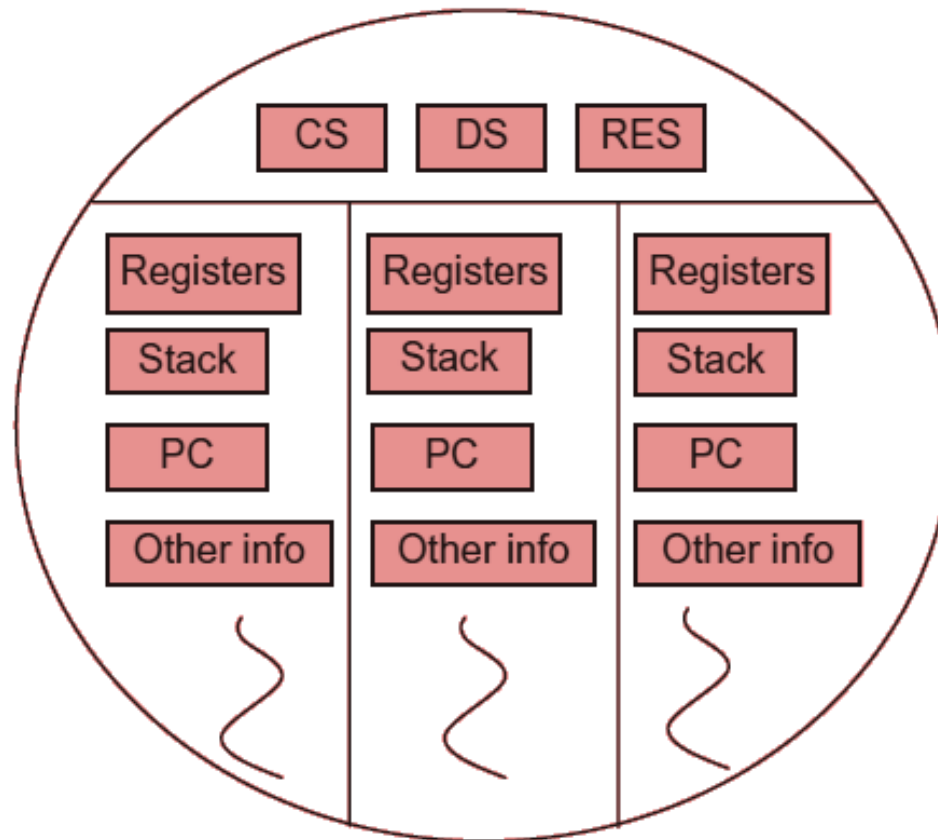 CS DS RES
Registers Registers Registers
Stack Stack Stack
PC PC PC
Other info Other info Other info